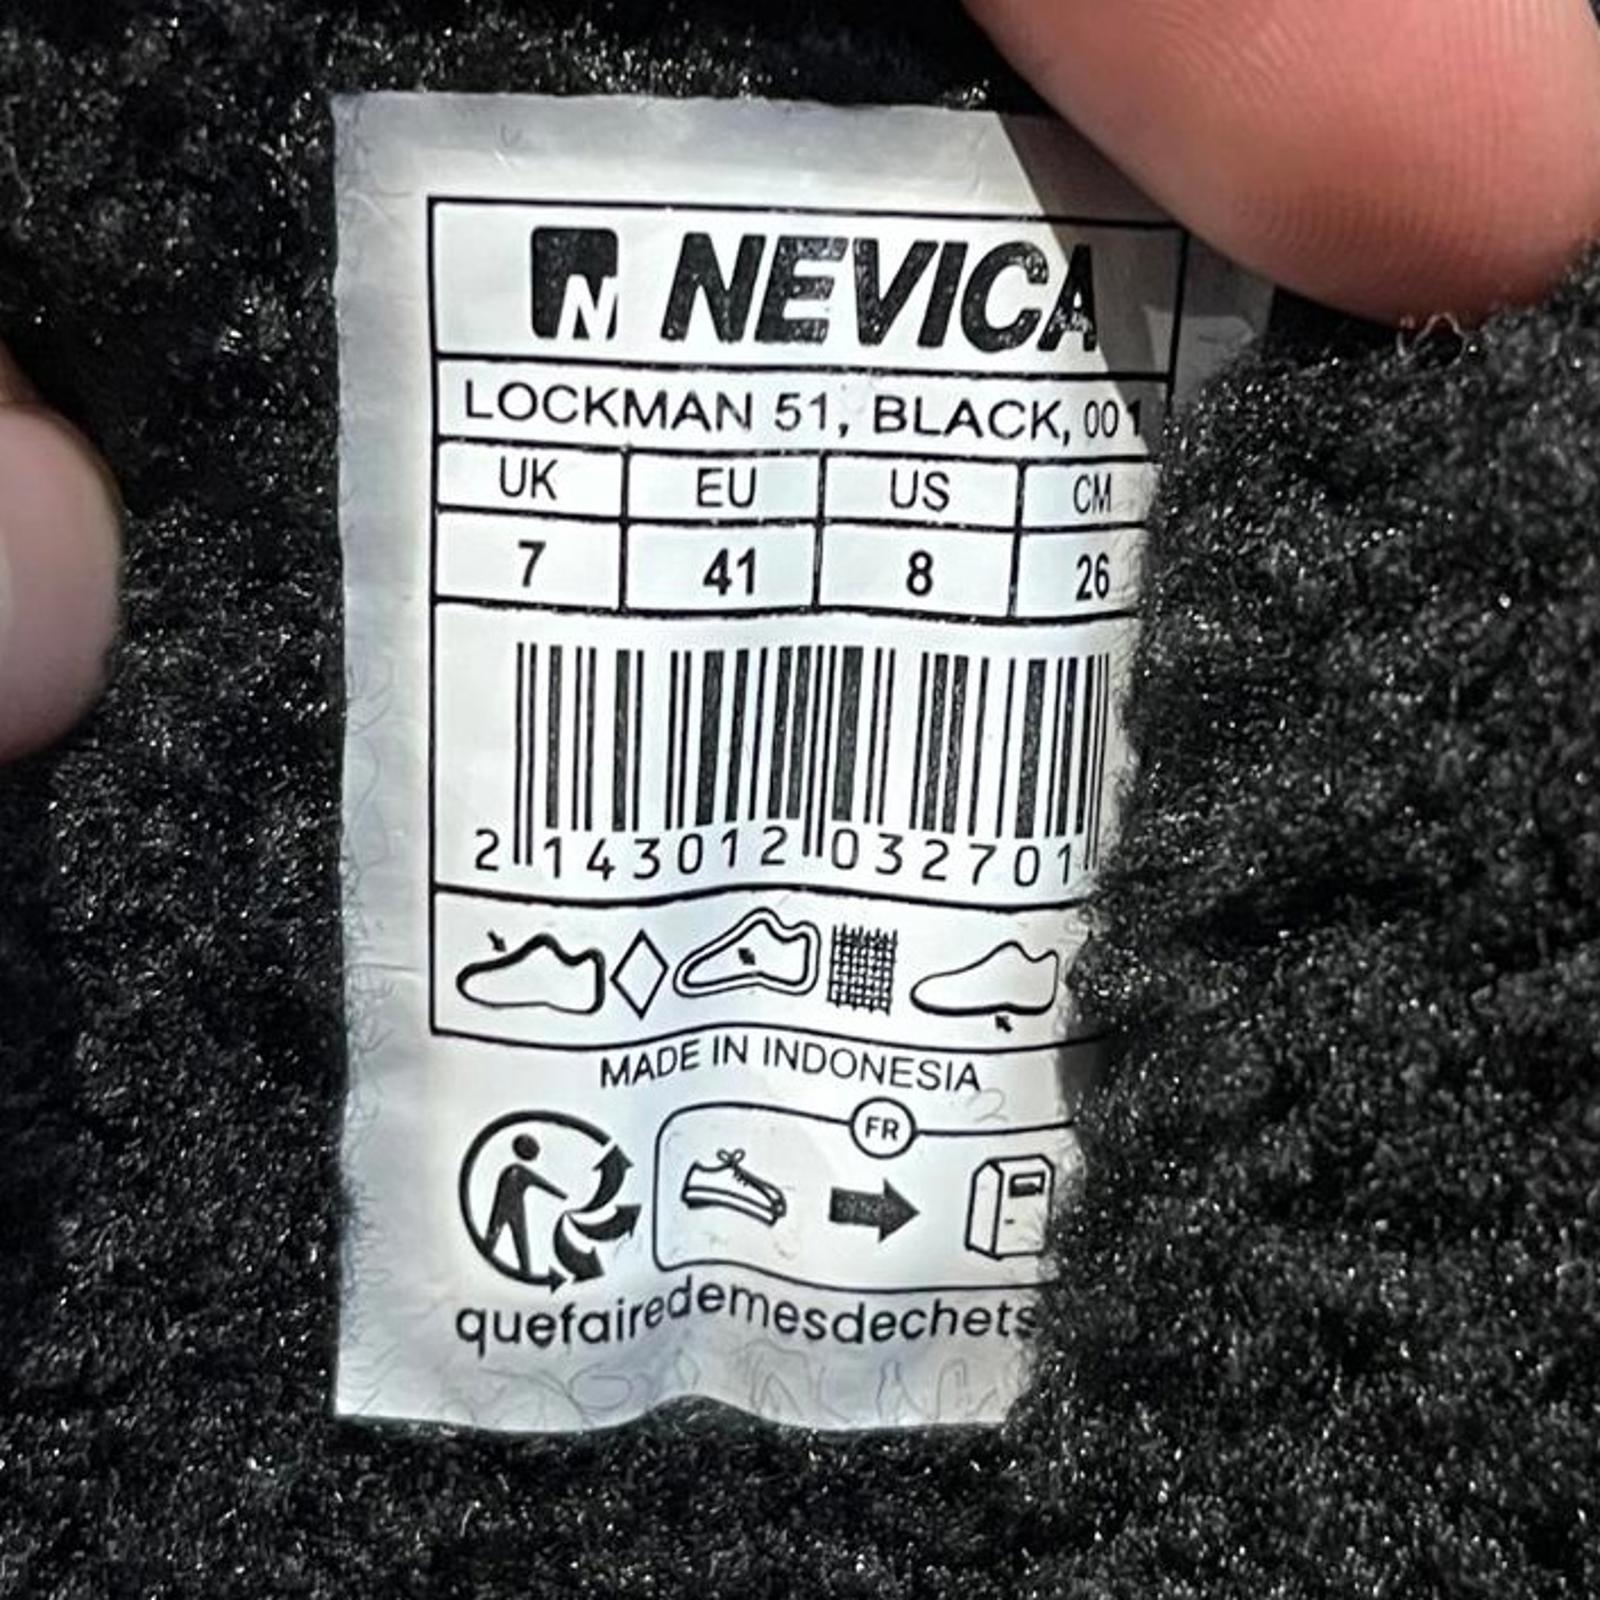 N NEVICA
LOCKMAN 51, BLACK, 001
UK EU US CM
7 41 8 26
2 143012 032701
MADE IN INDONESIA
FR
quefairedemesdechets